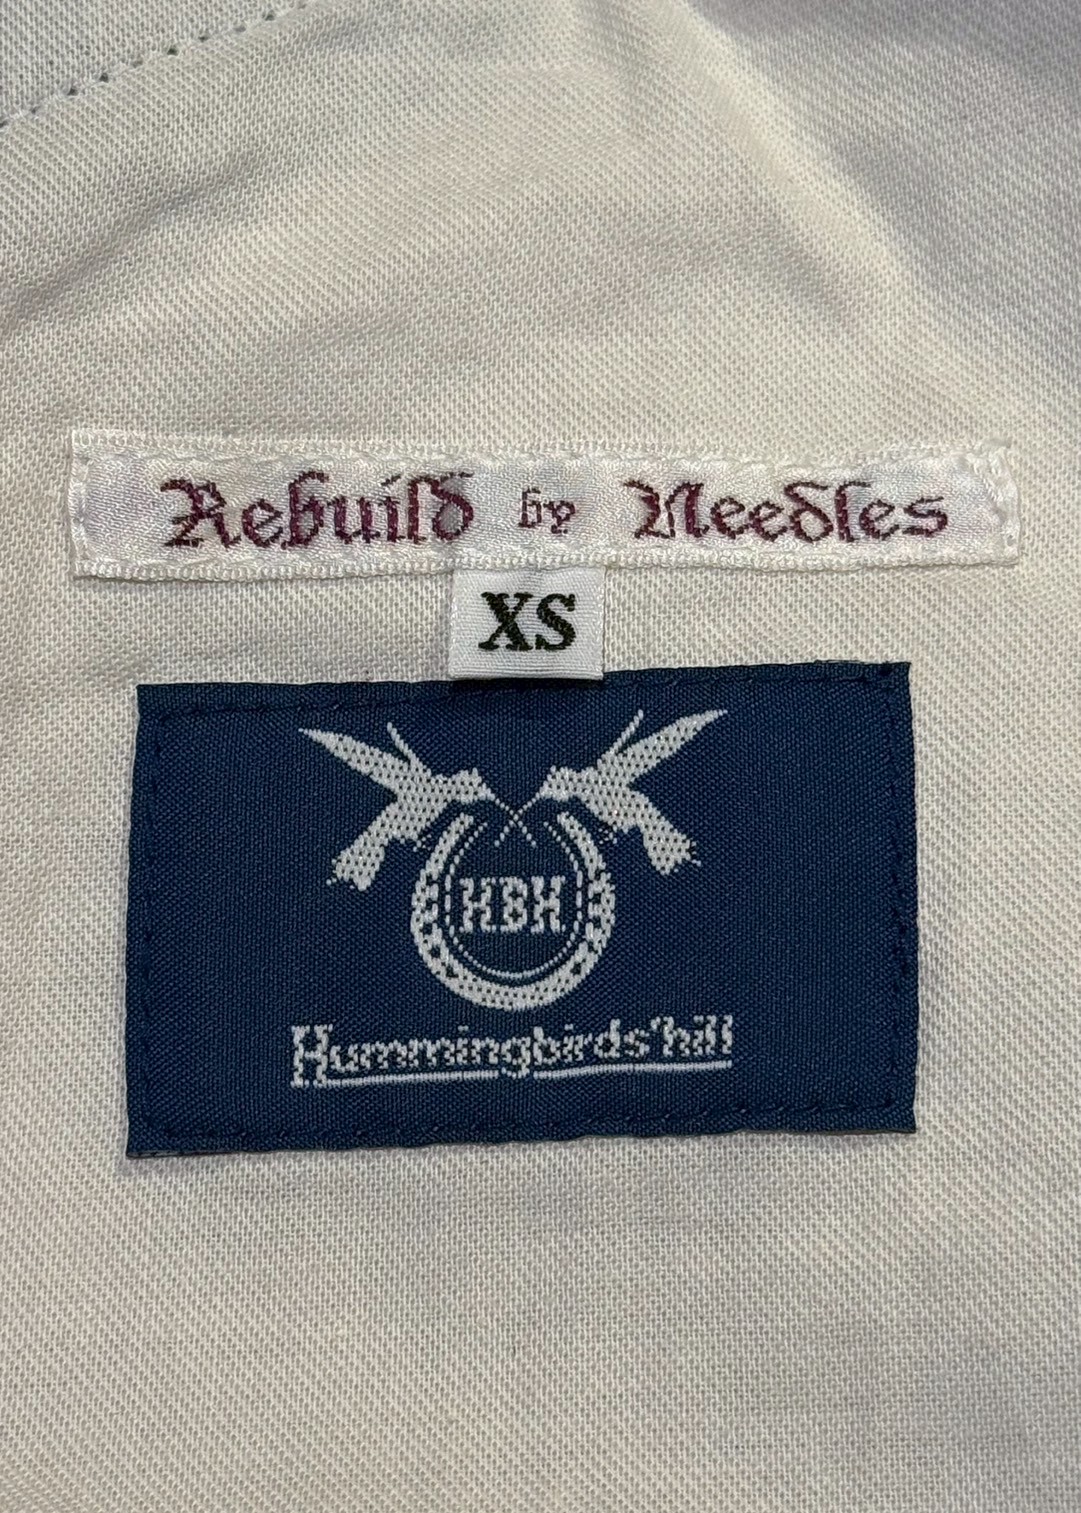 Rebuild by Needles
XS
HBH
Hummingbirds'hill